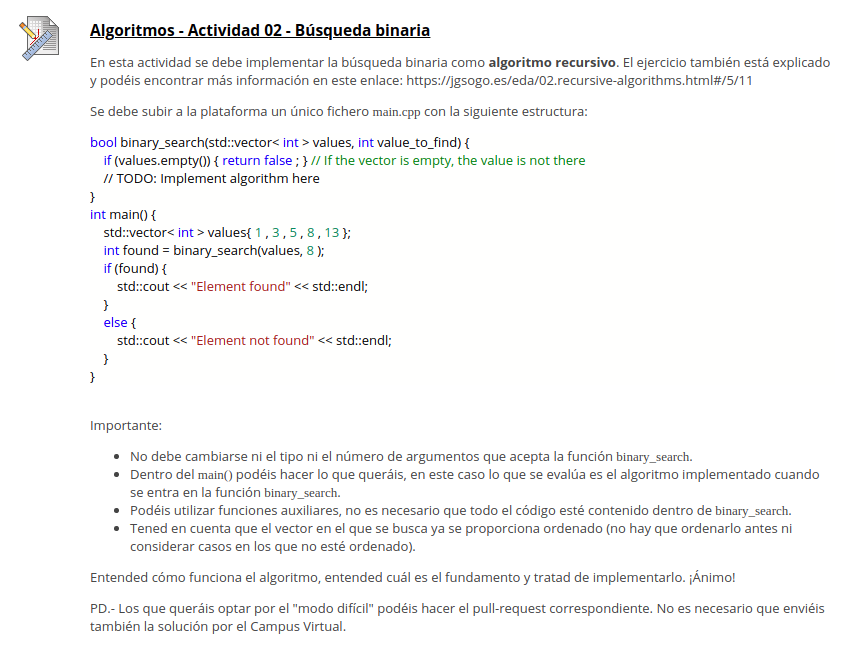 Algoritmos - Actividad 02 - Búsqueda binaria
En esta actividad se debe implementar la búsqueda binaria como algoritmo recursivo. El ejercicio también está explicado
y podéis encontrar más información en este enlace: https://jgsogo.es/eda/02.recursive-algorithms.html#/5/11
Se debe subir a la plataforma un único fichero main.cpp con la siguiente estructura:
bool binary_search(std::vector< int > values, int value_to_find) {
if (values.empty()) { return false ; } // If the vector is empty, the value is not there
// TODO: Implement algorithm here
}
int main() {
std::vector< int > values{ 1 , 3 , 5 , 8 , 13 };
int found = binary_search(values, 8 );
if (found) {
std::cout << "Element found" << std::endl;
}
else {
std::cout << "Element not found" << std::endl;
}
}
Importante:
• No debe cambiarse ni el tipo ni el número de argumentos que acepta la función binary_search.
• Dentro del main() podéis hacer lo que queráis, en este caso lo que se evalúa es el algoritmo implementado cuando
se entra en la función binary_search.
• Podéis utilizar funciones auxiliares, no es necesario que todo el código esté contenido dentro de binary_search.
• Tened en cuenta que el vector en el que se busca ya se proporciona ordenado (no hay que ordenarlo antes ni
considerar casos en los que no esté ordenado).
Entended cómo funciona el algoritmo, entended cuál es el fundamento y tratad de implementarlo. ¡Ánimo!
PD.- Los que queráis optar por el "modo difícil" podéis hacer el pull-request correspondiente. No es necesario que enviéis
también la solución por el Campus Virtual.